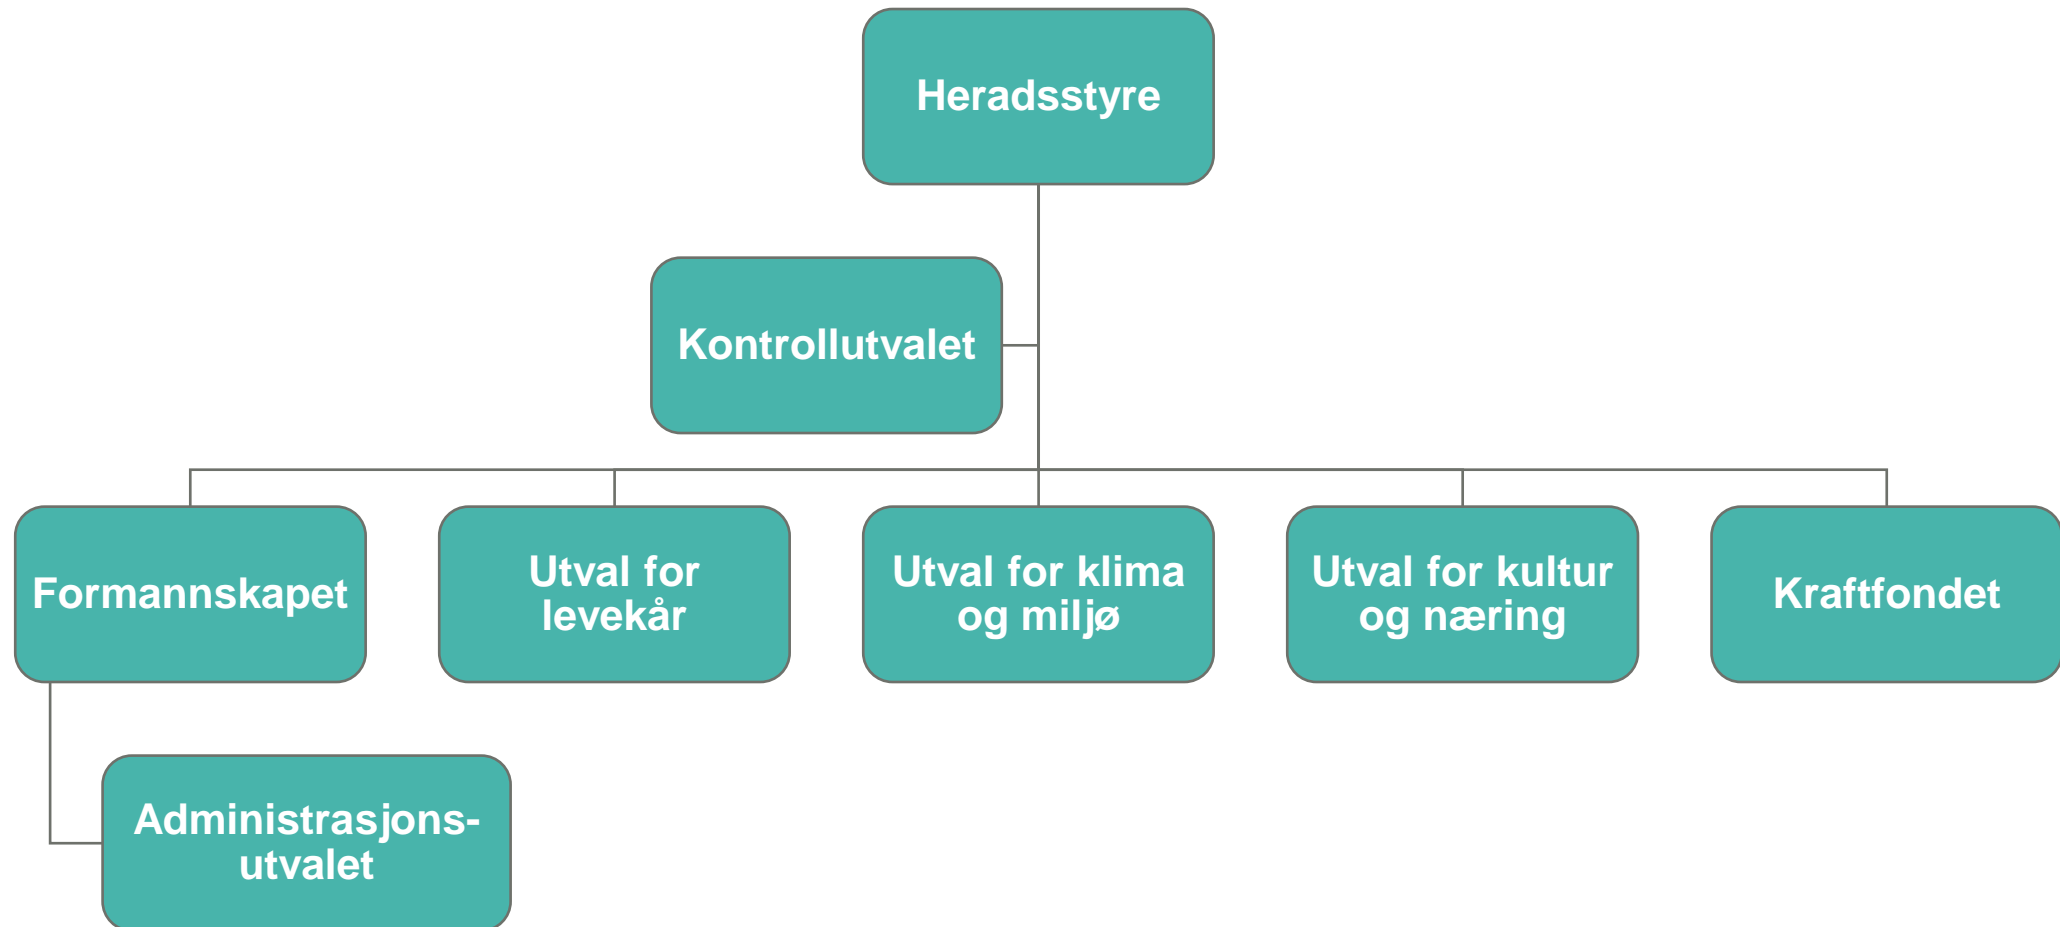 Heradsstyre
Kontrollutvalet
Formannskapet
Utval for
levekår
Utval for klima
og miljø
Utval for kultur
og næring
Kraftfondet
Administrasjons-
utvalet